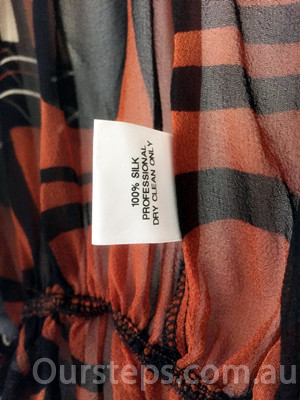 100% SILK
PROFESSIONAL
DRY CLEAN ONLY
Oursteps.com.au